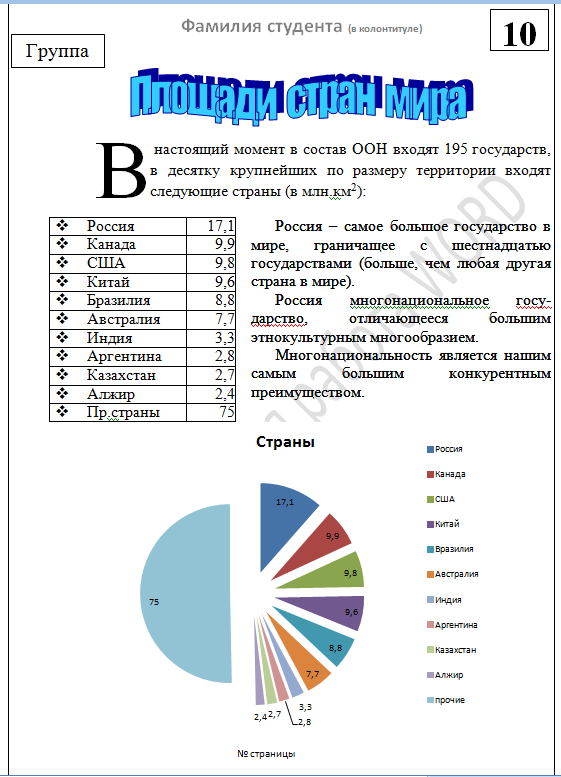 Фамилия студента (в колонтитуле)
10
Группа
Площади стран мира
В настоящий момент в состав ООН входят 195 государств,
в десятку крупнейших по размеру территории входят
следующие страны (в млн.км²):
❖ Россия 17,1
❖ Канада 9,9
❖ США 9,8
❖ Китай 9,6
❖ Бразилия 8,8
❖ Австралия 7,7
❖ Индия 3,3
❖ Аргентина 2,8
❖ Казахстан 2,7
❖ Алжир 2,4
❖ Пр.страны 75
Россия – самое большое государство в
мире, граничащее с шестнадцатью
государствами (больше, чем любая другая
страна в мире).
Россия многонациональное госу-
дарство, отличающееся большим
этнокультурным многообразием.
Многонациональность является нашим
самым большим конкурентным
преимуществом.
работа WORD
Страны
17,1
9,9
9,8
9,6
8,8
7,7
3,3
2,8
2,7
2,4
75
Россия
Канада
США
Китай
Бразилия
Австралия
Индия
Аргентина
Казахстан
Алжир
прочие
№ страницы